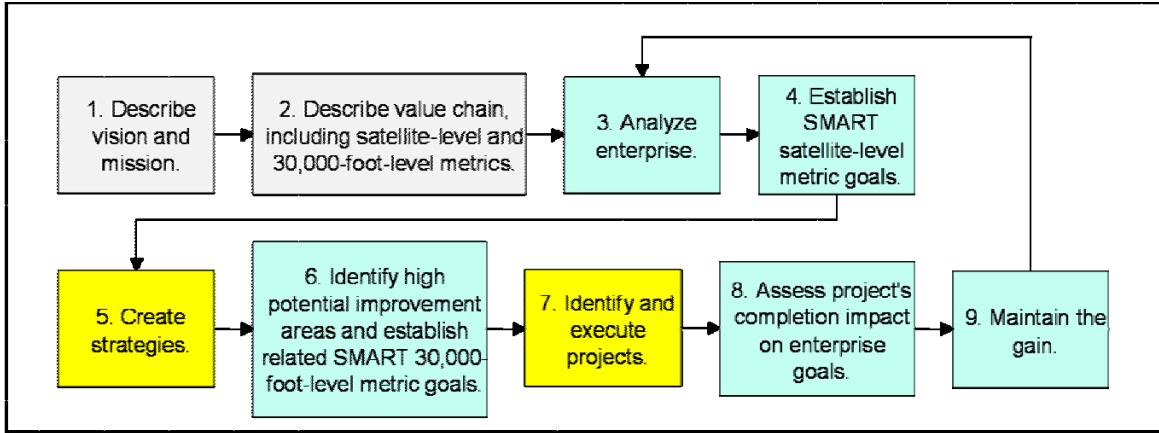 1. Describe
vision and
mission.
2. Describe value chain,
including satellite-level and
30,000-foot-level metrics.
3. Analyze
enterprise.
4. Establish
SMART
satellite-level
metric goals.
5. Create
strategies.
6. Identify high
potential improvement
areas and establish
related SMART 30,000-
foot-level metric goals.
7. Identify and
execute
projects.
8. Assess project's
completion impact
on enterprise
goals.
9. Maintain the
gain.